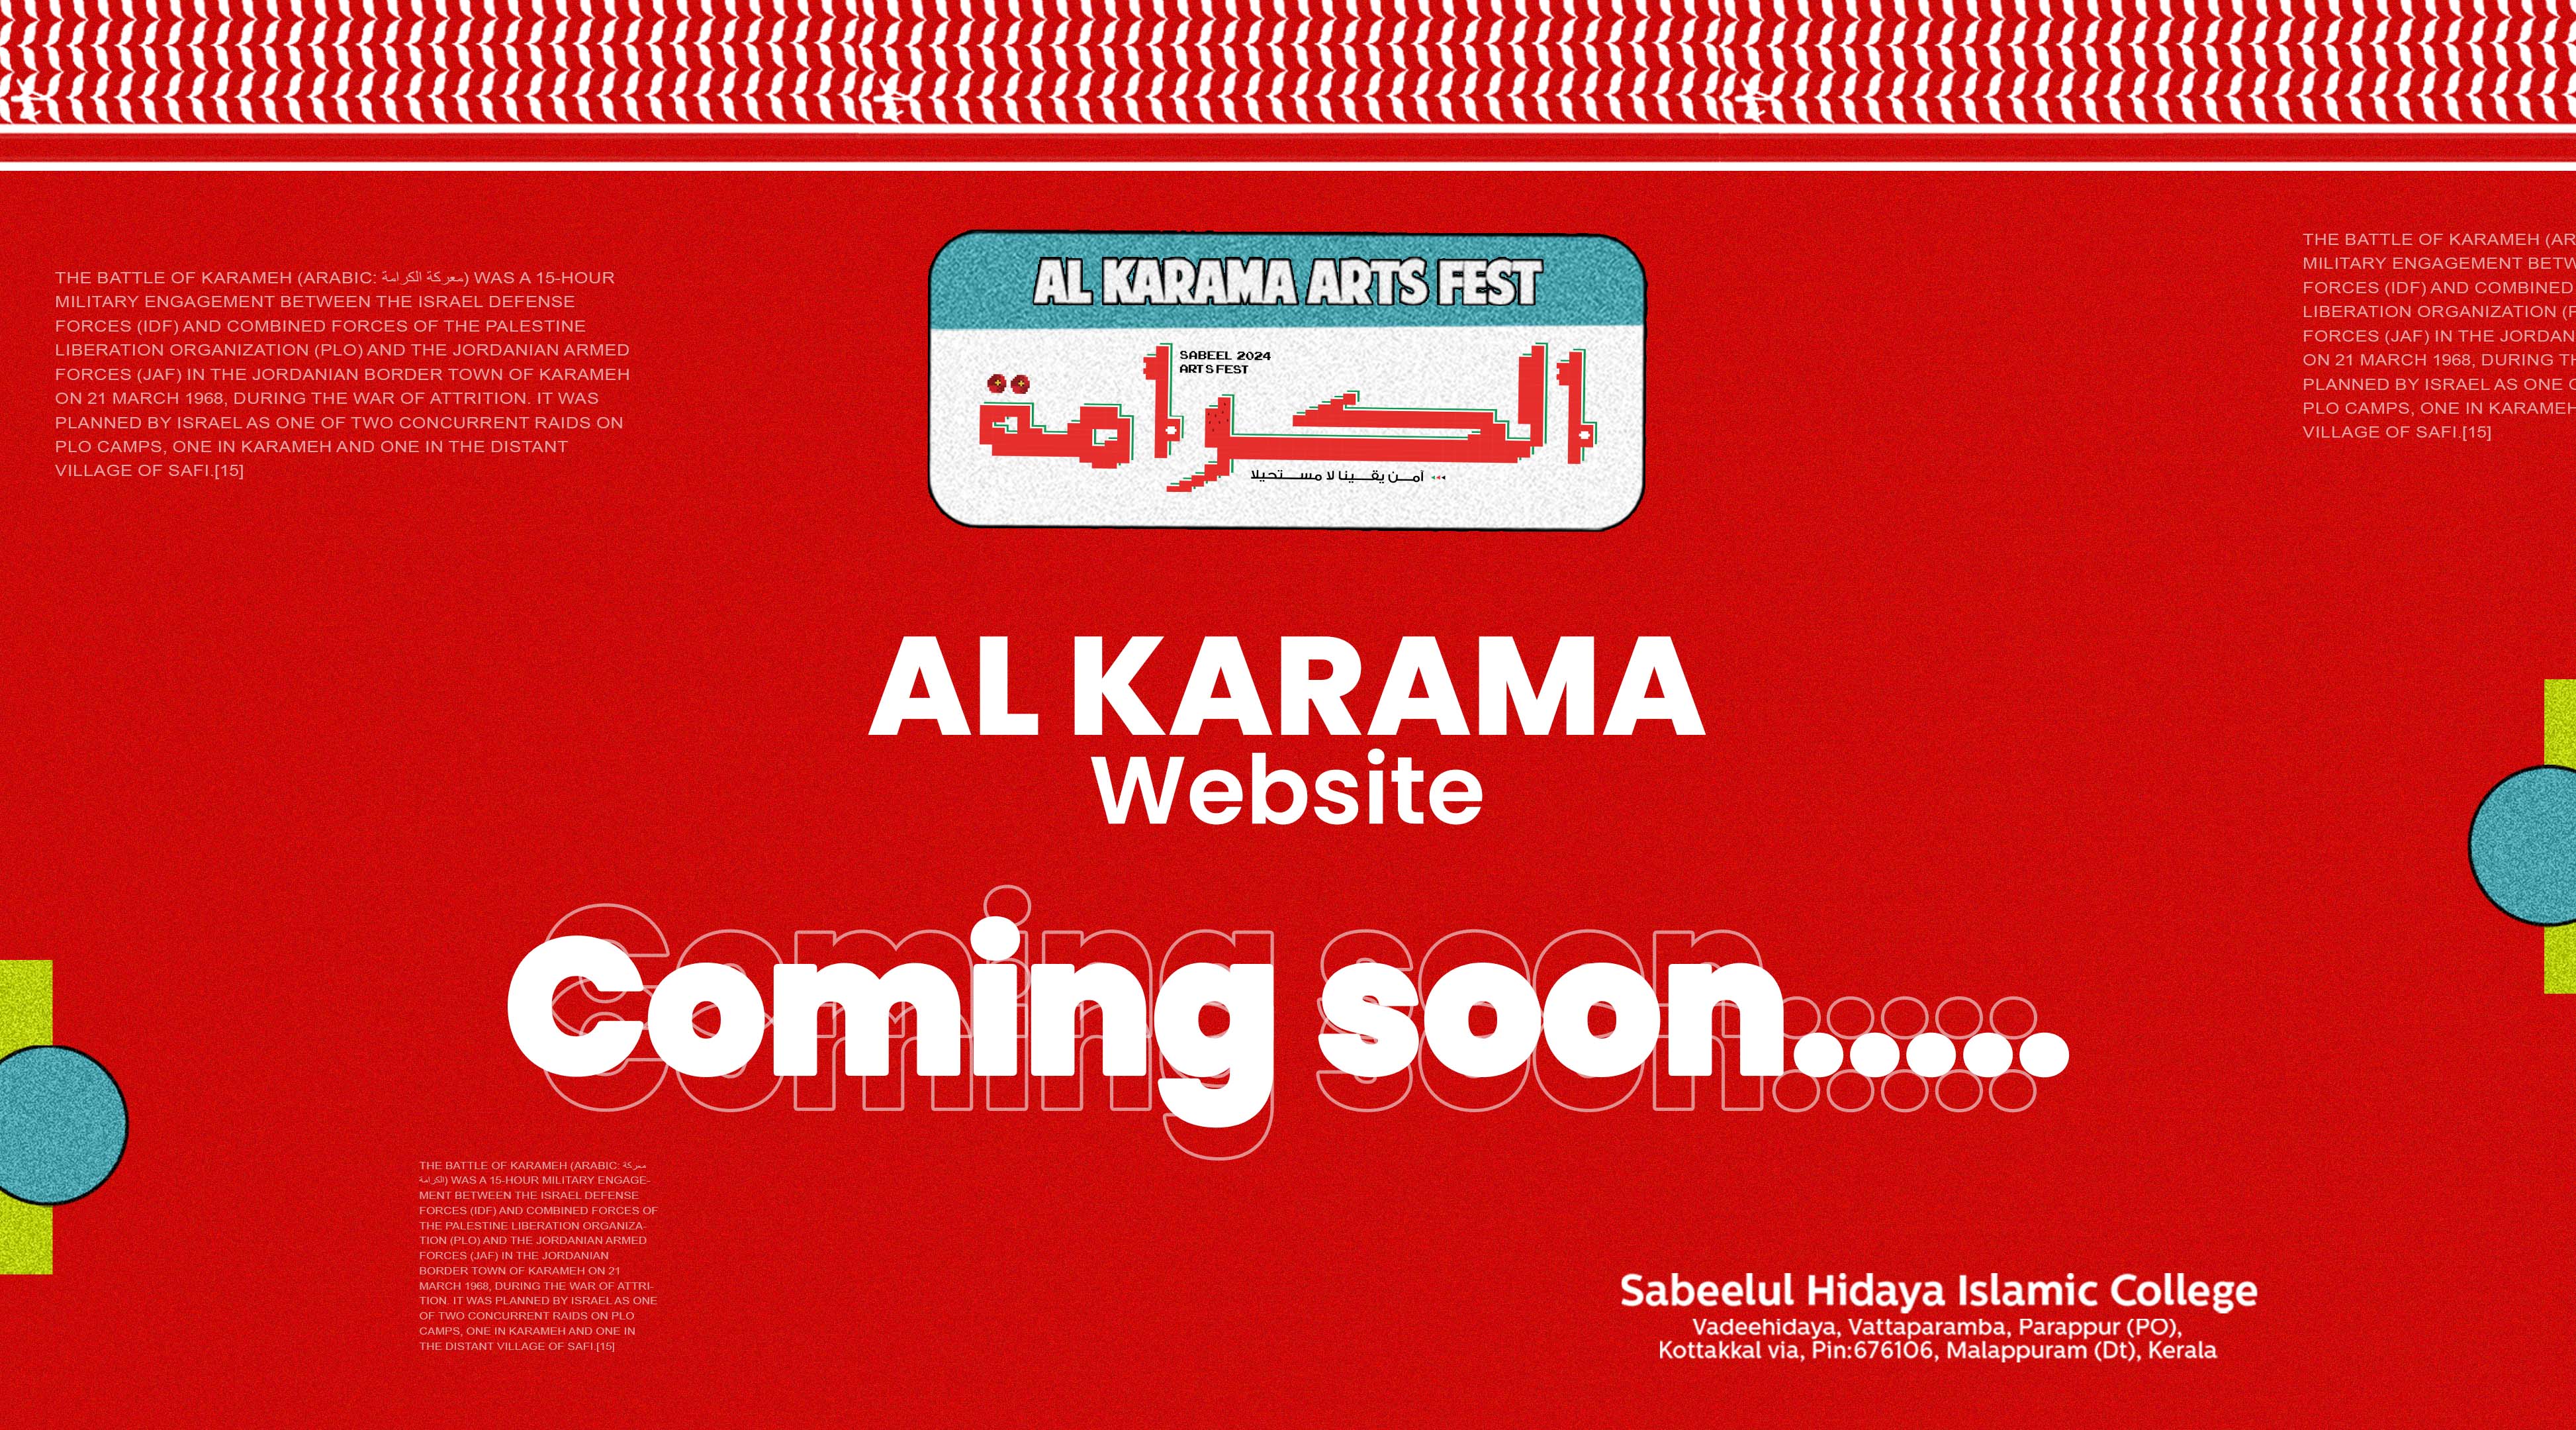 THE BATTLE OF KARAMEH (ARABIC: معركة الكرامة) WAS A 15-HOUR
MILITARY ENGAGEMENT BETWEEN THE ISRAEL DEFENSE
FORCES (IDF) AND COMBINED FORCES OF THE PALESTINE
LIBERATION ORGANIZATION (PLO) AND THE JORDANIAN ARMED
FORCES (JAF) IN THE JORDANIAN BORDER TOWN OF KARAMEH
ON 21 MARCH 1968, DURING THE WAR OF ATTRITION. IT WAS
PLANNED BY ISRAEL AS ONE OF TWO CONCURRENT RAIDS ON
PLO CAMPS, ONE IN KARAMEH AND ONE IN THE DISTANT
VILLAGE OF SAFI.[15]
AL KARAMA ARTS FEST
SABEEL 2024
ARTS FEST
الكرامة
آمن يقينا لا مستحيلا
THE BATTLE OF KARAMEH (AR
MILITARY ENGAGEMENT BETW
FORCES (IDF) AND COMBINED
LIBERATION ORGANIZATION (P
FORCES (JAF) IN THE JORDAN
ON 21 MARCH 1968, DURING TH
PLANNED BY ISRAEL AS ONE O
PLO CAMPS, ONE IN KARAMEH
VILLAGE OF SAFI.[15]
AL KARAMA
Website
Coming soon.....
THE BATTLE OF KARAMEH (ARABIC: معركة
الكرامة) WAS A 15-HOUR MILITARY ENGAGE-
MENT BETWEEN THE ISRAEL DEFENSE
FORCES (IDF) AND COMBINED FORCES OF
THE PALESTINE LIBERATION ORGANIZA-
TION (PLO) AND THE JORDANIAN ARMED
FORCES (JAF) IN THE JORDANIAN
BORDER TOWN OF KARAMEH ON 21
MARCH 1968, DURING THE WAR OF ATTRI-
TION. IT WAS PLANNED BY ISRAEL AS ONE
OF TWO CONCURRENT RAIDS ON PLO
CAMPS, ONE IN KARAMEH AND ONE IN
THE DISTANT VILLAGE OF SAFI.[15]
Sabeelul Hidaya Islamic College
Vadeehidaya, Vattaparamba, Parappur (PO),
Kottakkal via, Pin:676106, Malappuram (Dt), Kerala